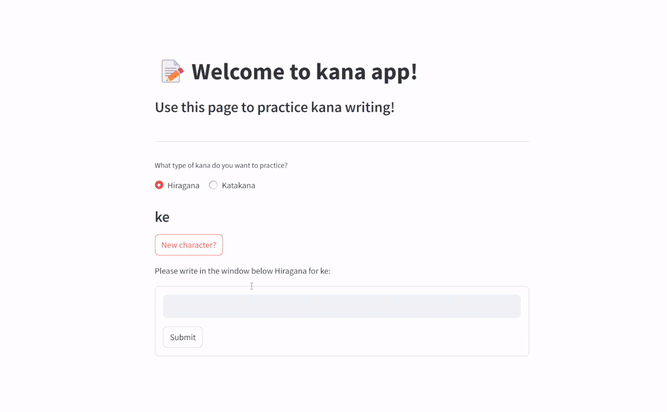 Welcome to kana app!
Use this page to practice kana writing!
What type of kana do you want to practice?
Hiragana Katakana
ke
New character?
Please write in the window below Hiragana for ke:
Submit